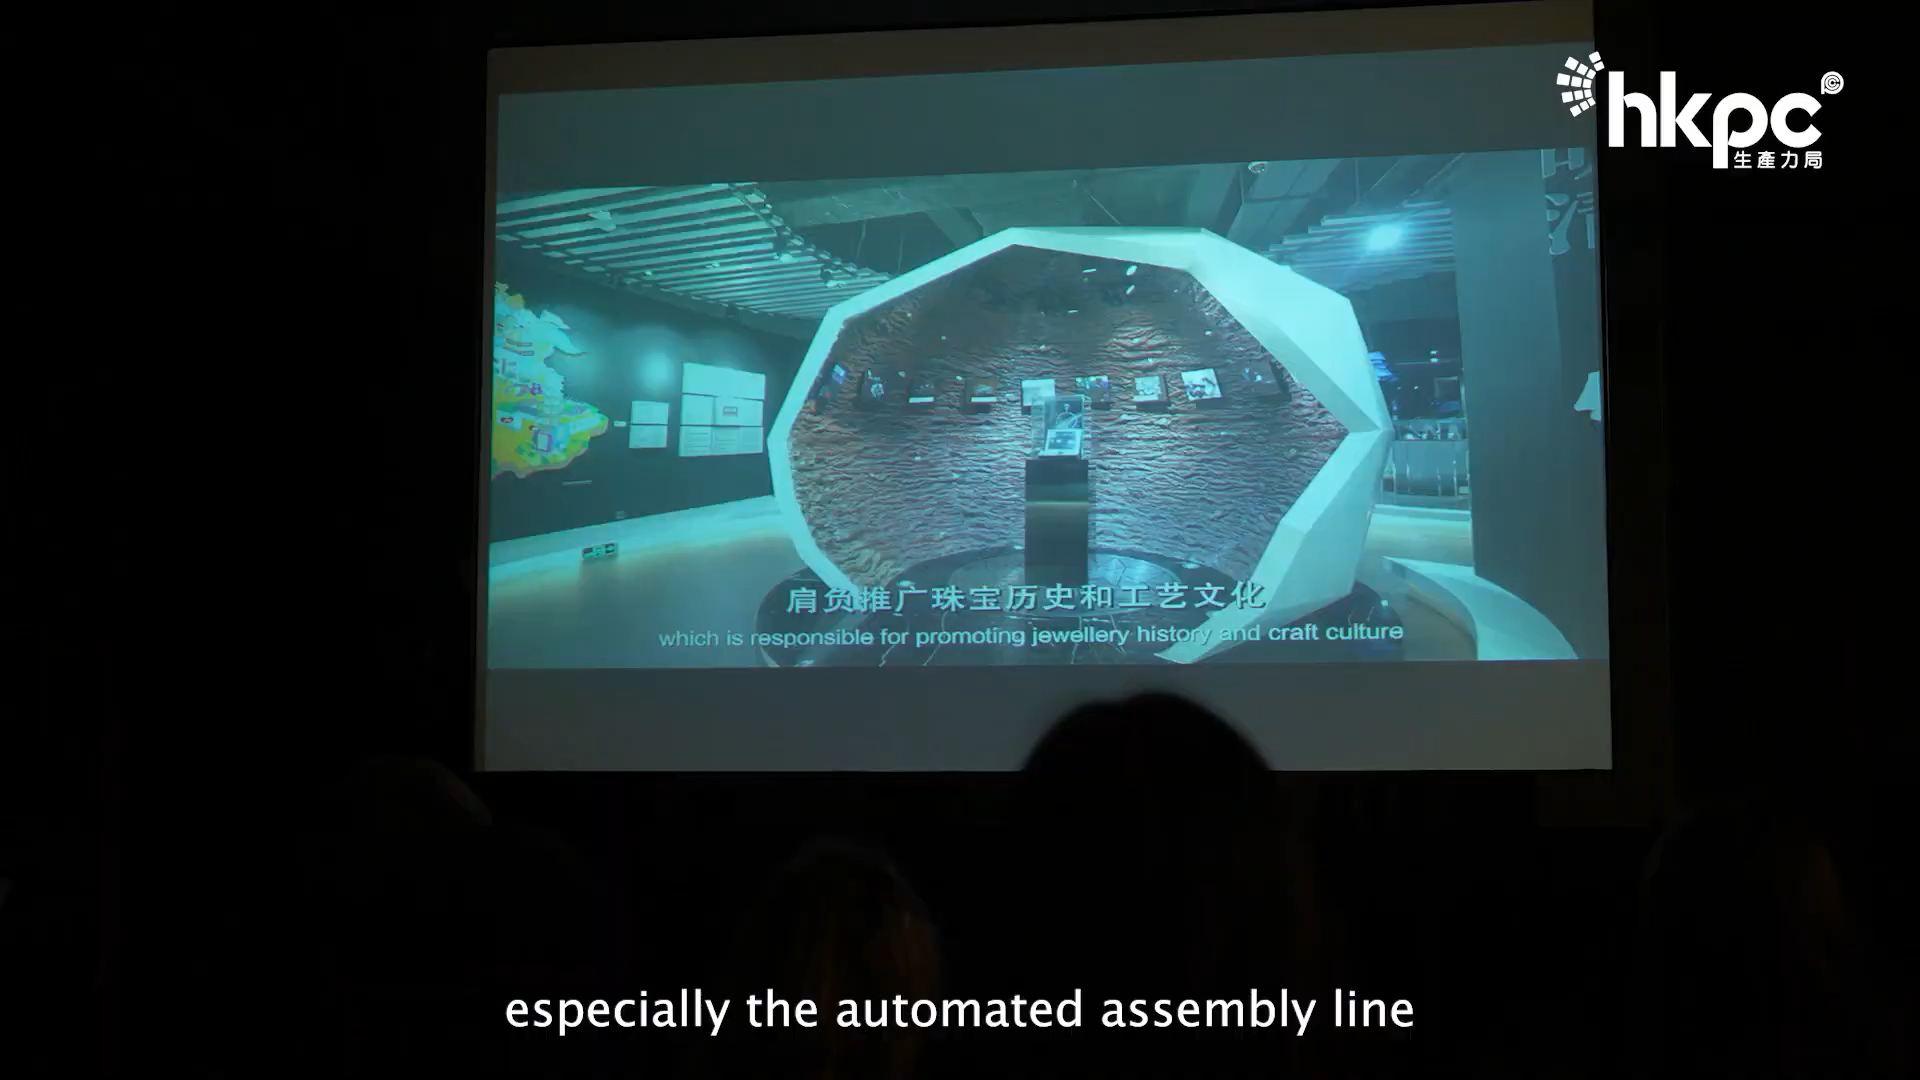 hkpc
生產力局
肩负推广珠宝历史和工艺文化
which is responsible for promoting jewellery history and craft culture
especially the automated assembly line